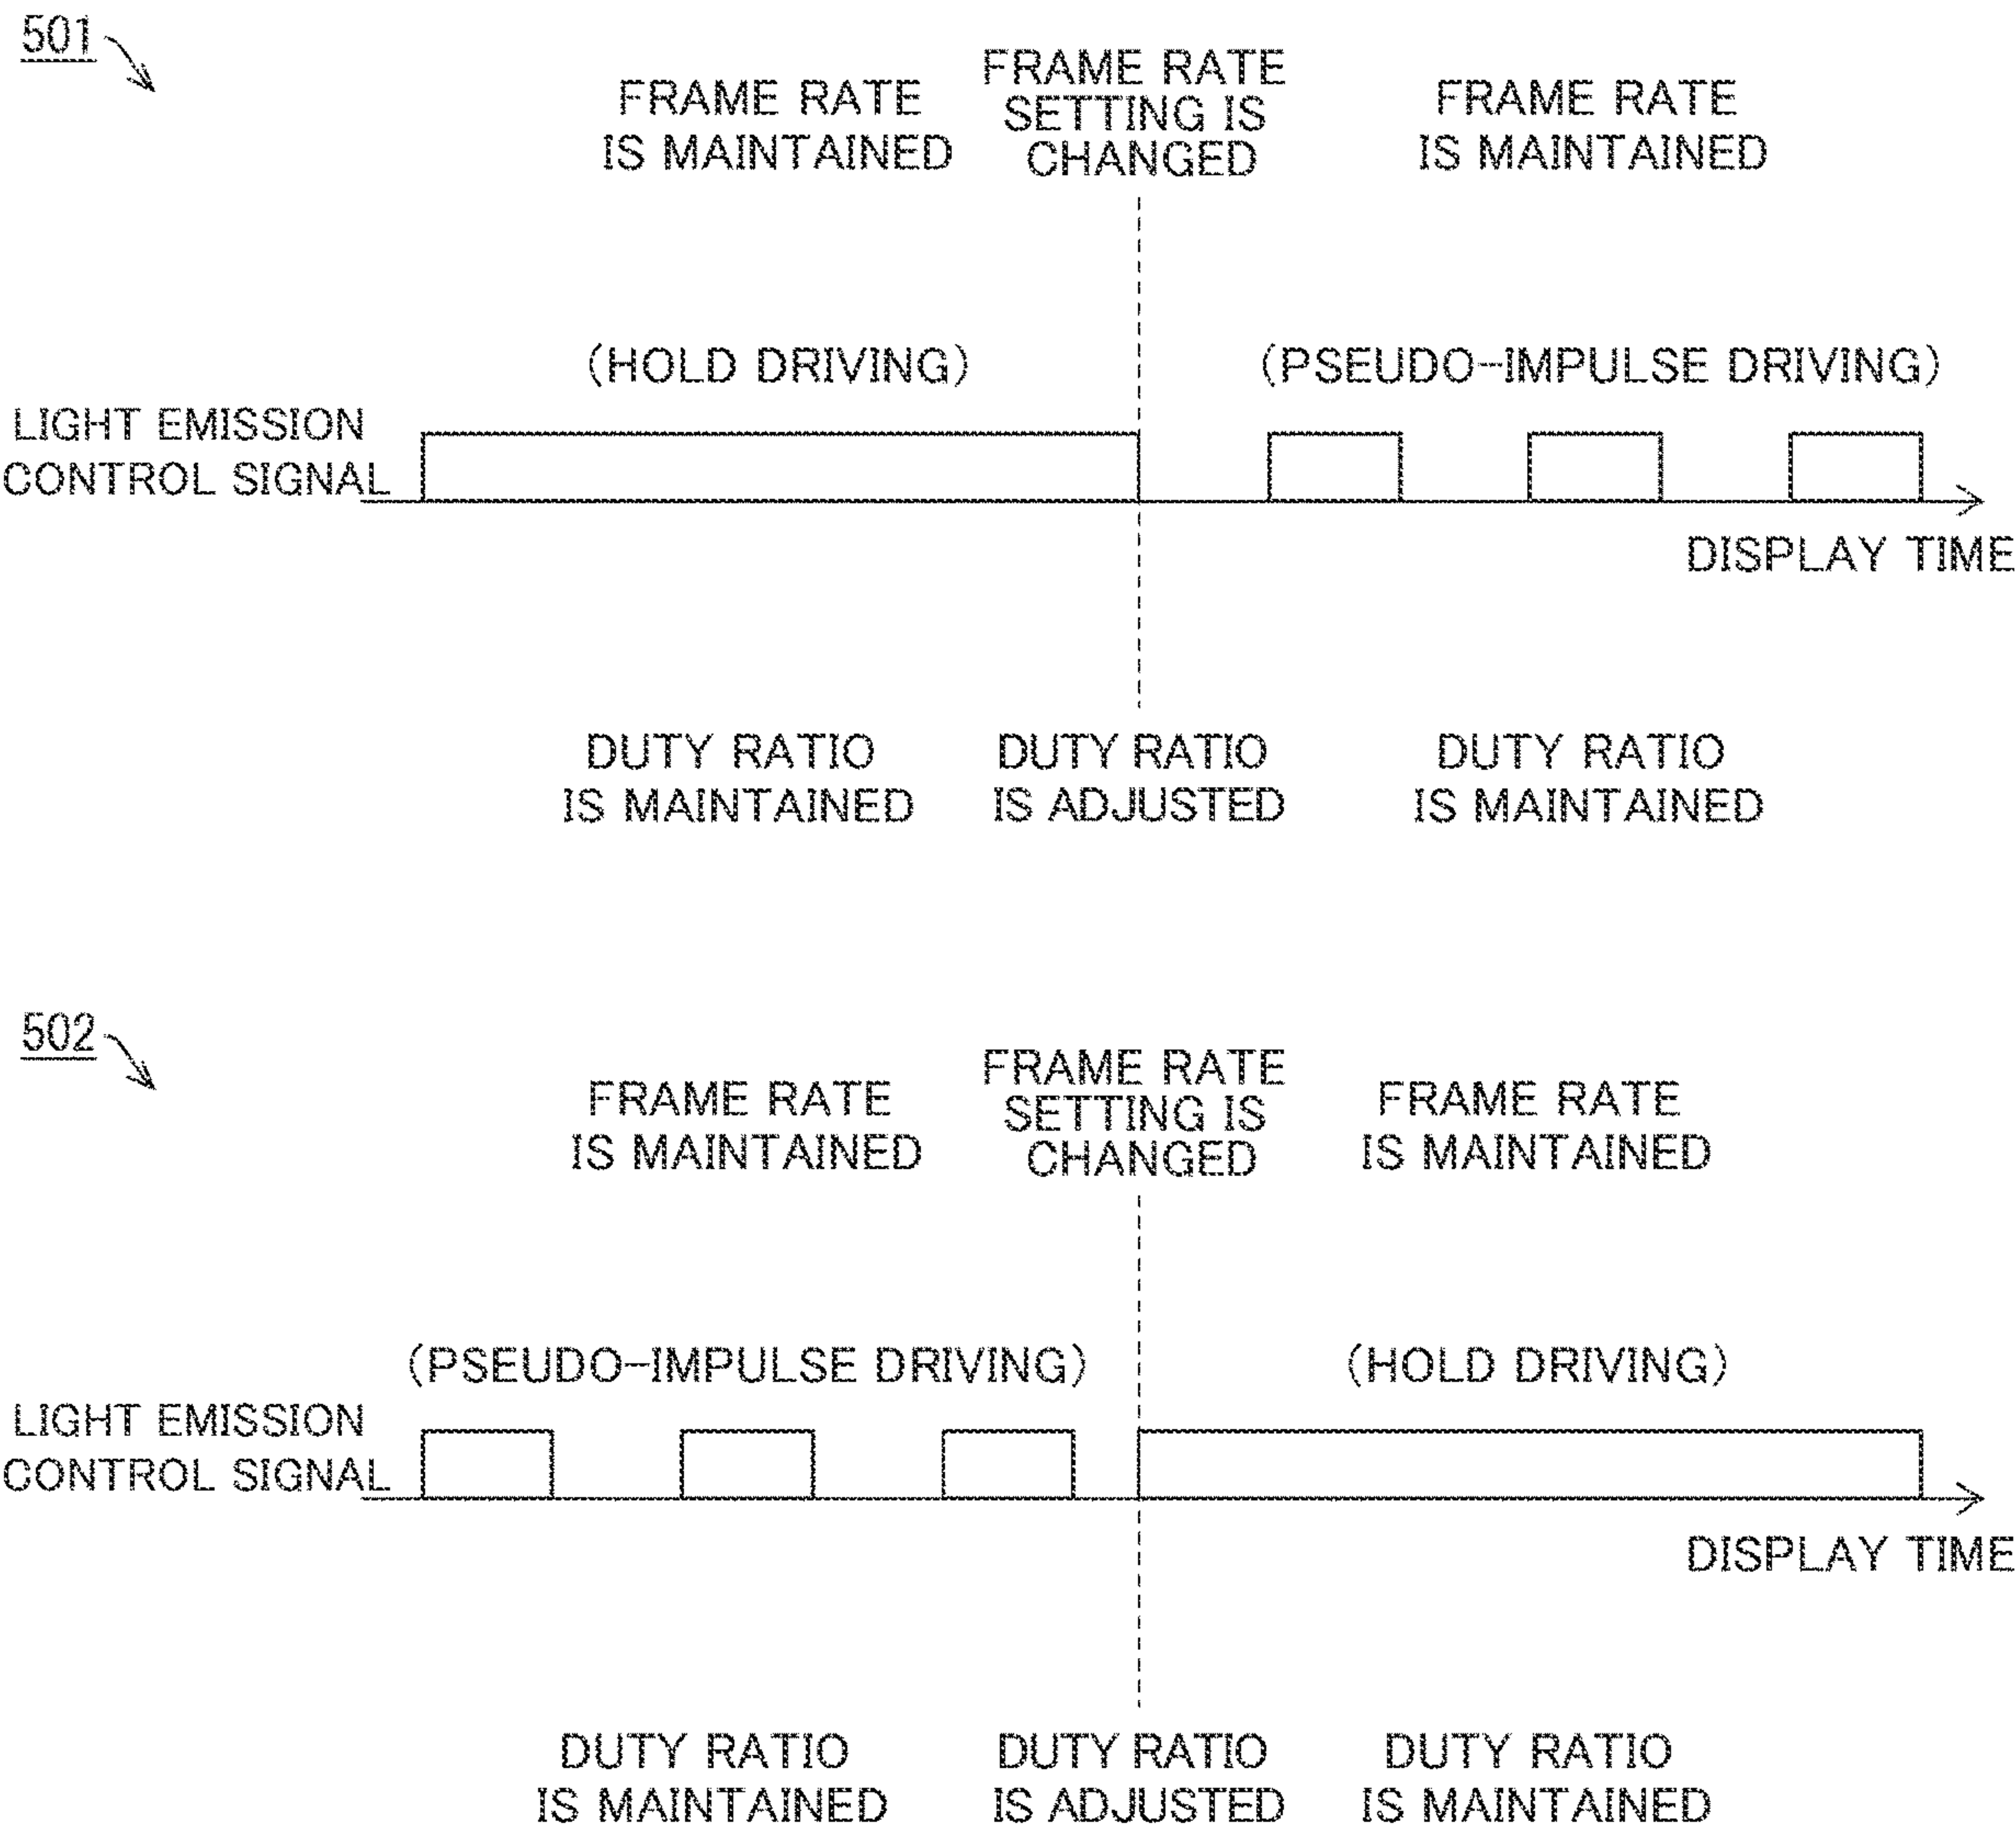 501
FRAME RATE
IS MAINTAINED
FRAME RATE
SETTING IS
CHANGED
FRAME RATE
IS MAINTAINED
(HOLD DRIVING)
(PSEUDO-IMPULSE DRIVING)
LIGHT EMISSION
CONTROL SIGNAL
DISPLAY TIME
DUTY RATIO
IS MAINTAINED
DUTY RATIO
IS ADJUSTED
DUTY RATIO
IS MAINTAINED
502
FRAME RATE
IS MAINTAINED
FRAME RATE
SETTING IS
CHANGED
FRAME RATE
IS MAINTAINED
(PSEUDO-IMPULSE DRIVING)
(HOLD DRIVING)
LIGHT EMISSION
CONTROL SIGNAL
DISPLAY TIME
DUTY RATIO
IS MAINTAINED
DUTY RATIO
IS ADJUSTED
DUTY RATIO
IS MAINTAINED